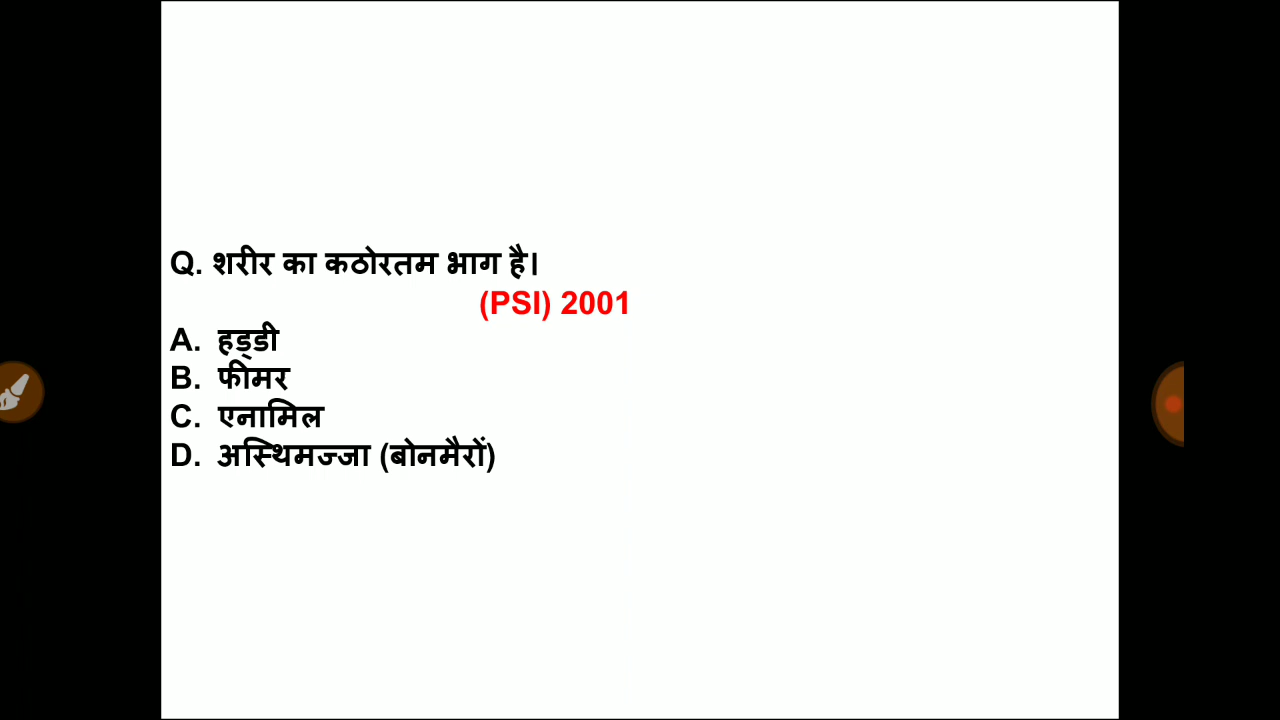 Q. शरीर का कठोरतम भाग है।
(PSI) 2001
A. हड्डी
B. फीमर
C. एनामिल
D. अस्थिमज्जा (बोनमैरों)